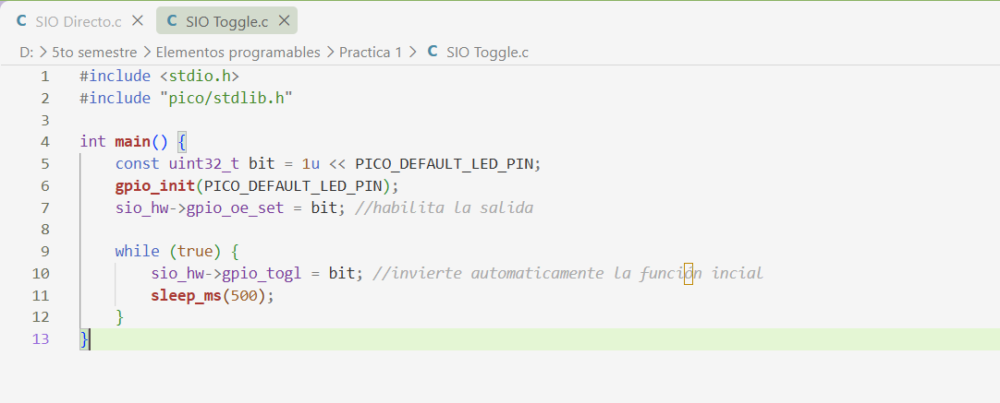 C SIO Directo.c × C SIO Toggle.c ×
D: > 5to semestre > Elementos programables > Practica 1 > C SIO Toggle.c
1 #include <stdio.h>
2 #include "pico/stdlib.h"
3
4 int main() {
5     const uint32_t bit = 1u << PICO_DEFAULT_LED_PIN;
6     gpio_init(PICO_DEFAULT_LED_PIN);
7     sio_hw->gpio_oe_set = bit; //habilita la salida
8
9     while (true) {
10         sio_hw->gpio_togl = bit; //invierte automaticamente la función incial
11         sleep_ms(500);
12     }
13 }